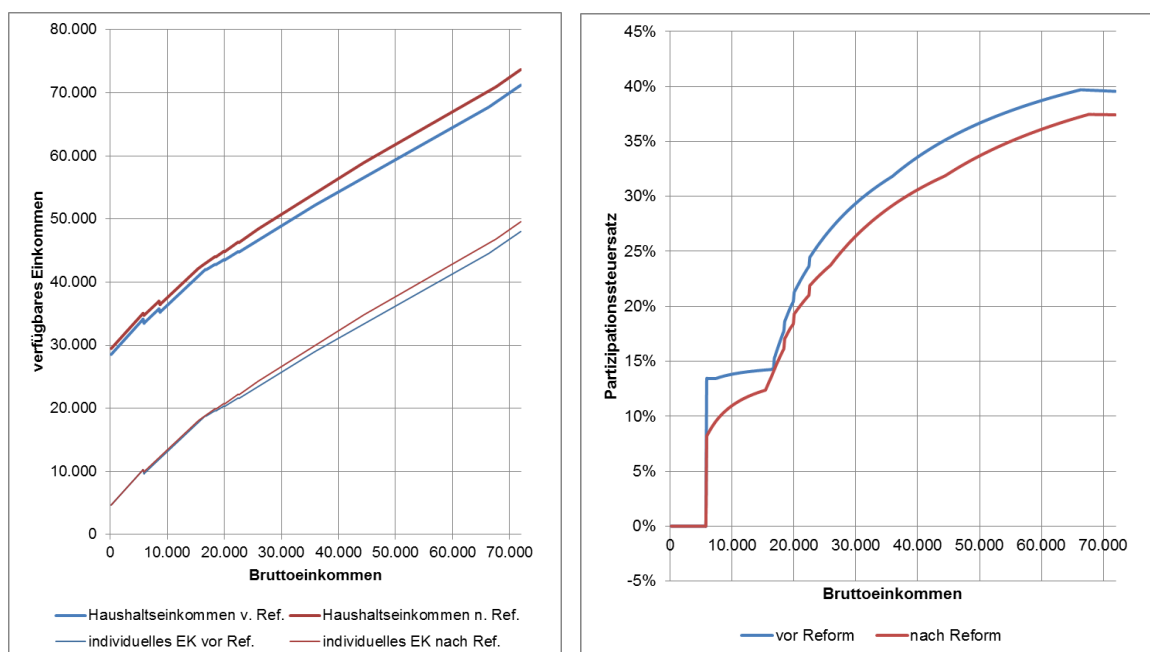 verfügbares Einkommen
80.000
70.000
60.000
50.000
40.000
30.000
20.000
10.000
0
0 10.000 20.000 30.000 40.000 50.000 60.000 70.000
Bruttoeinkommen
Haushaltseinkommen v. Ref. Haushaltseinkommen n. Ref.
individuelles EK vor Ref. individuelles EK nach Ref.
Partizipationssteuersatz
45%
40%
35%
30%
25%
20%
15%
10%
5%
0%
-5%
0 10.000 20.000 30.000 40.000 50.000 60.000 70.000
Bruttoeinkommen
vor Reform nach Reform